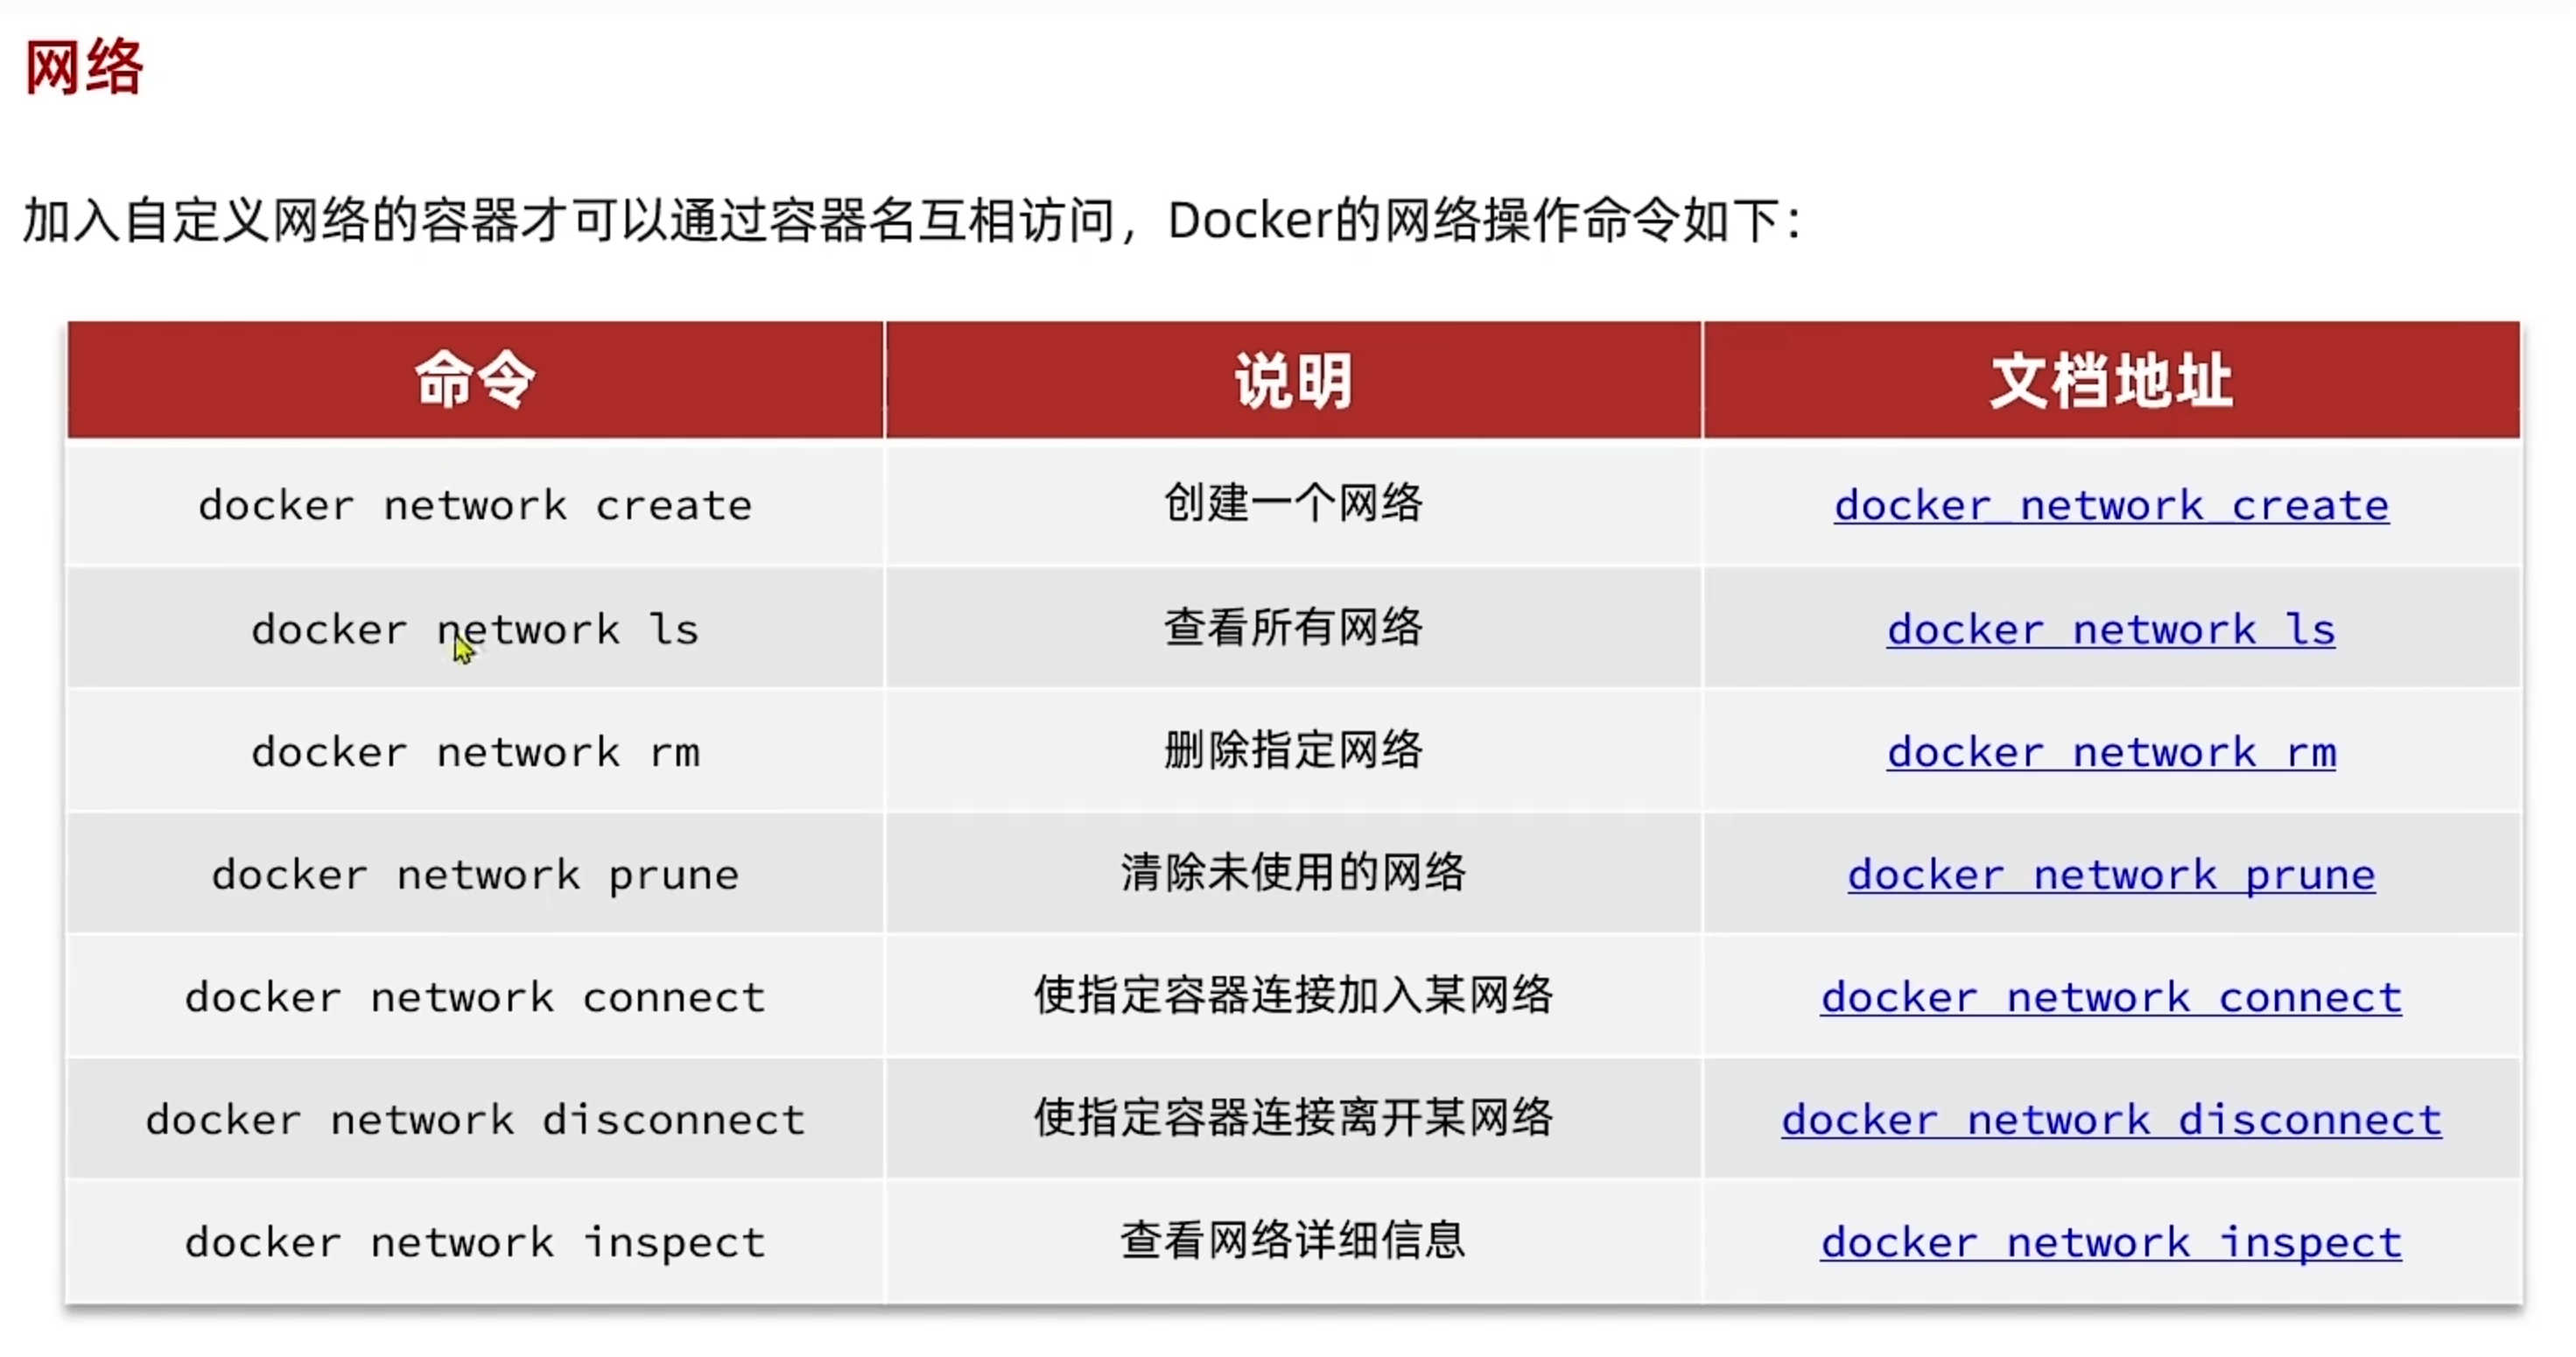 网络
加入自定义网络的容器才可以通过容器名互相访问，Docker的网络操作命令如下：
命令 说明 文档地址
docker network create 创建一个网络 docker network create
docker network ls 查看所有网络 docker network ls
docker network rm 删除指定网络 docker network rm
docker network prune 清除未使用的网络 docker network prune
docker network connect 使指定容器连接加入某网络 docker network connect
docker network disconnect 使指定容器连接离开某网络 docker network disconnect
docker network inspect 查看网络详细信息 docker network inspect